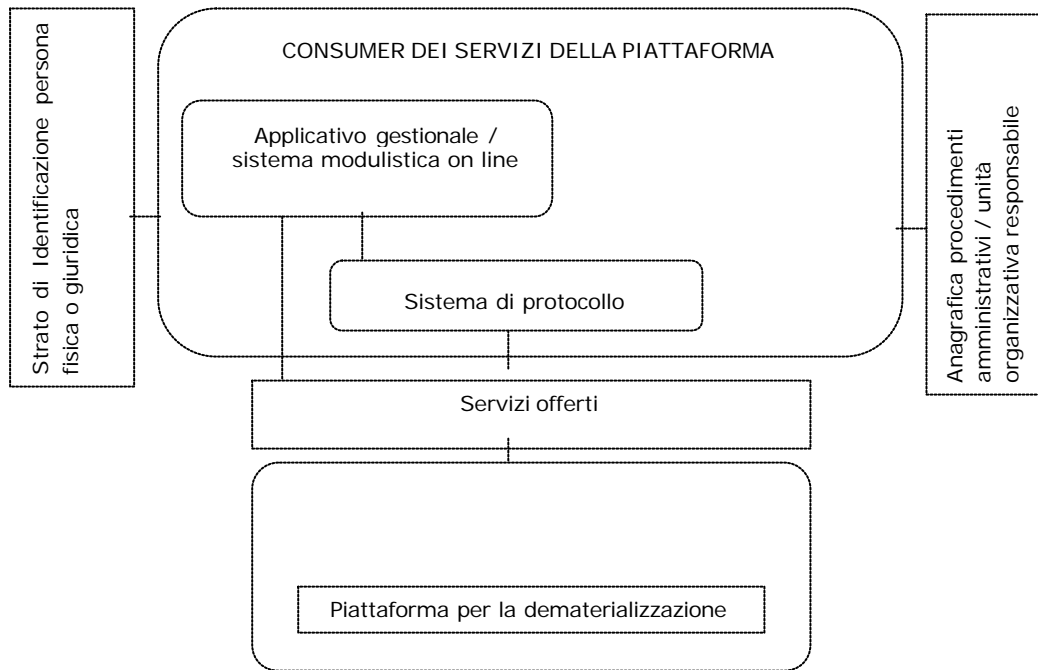 Strato di Identificazione persona
fisica o giuridica
CONSUMER DEI SERVIZI DELLA PIATTAFORMA
Applicativo gestionale /
sistema modulistica on line
Sistema di protocollo
Anagrafica procedimenti
amministrativi / unità
organizzativa responsabile
Servizi offerti
Piattaforma per la dematerializzazione